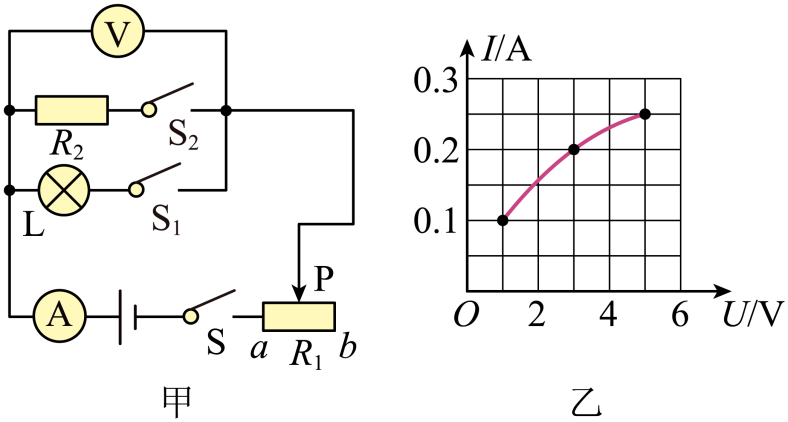 V
R₂
S₂
L
S₁
A
S
P
a
R₁
b
甲
I/A
0.3
0.2
0.1
O
2
4
6
U/V
乙